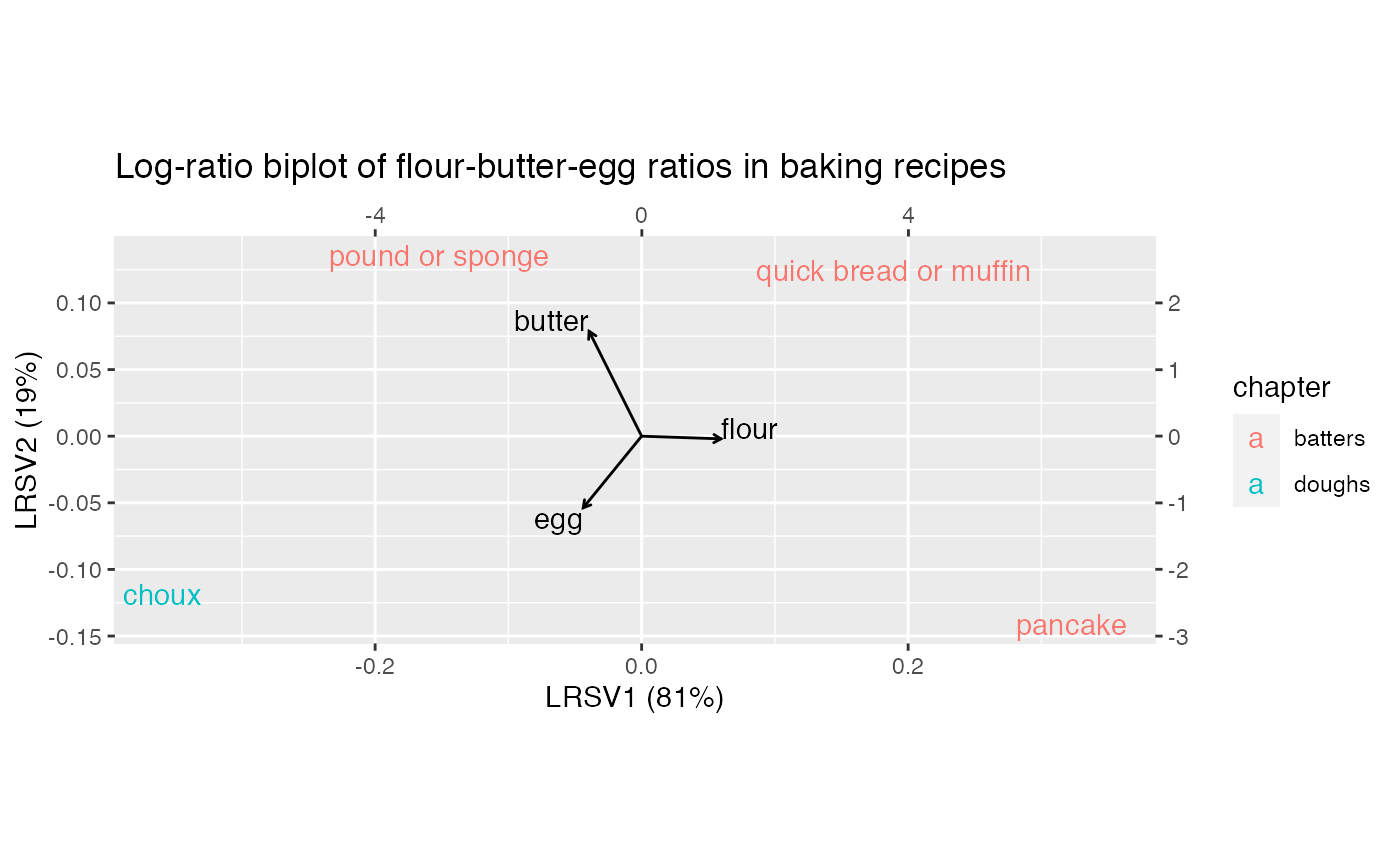 Log-ratio biplot of flour-butter-egg ratios in baking recipes
-4 0 4
pound or sponge
quick bread or muffin
0.10 2
butter
0.05 1
chapter
0.00 flour 0
a batters
-0.05 -1
a doughs
egg
-0.10 -2
choux
pancake
-0.15 -3
-0.2 0.0 0.2
LRSV1 (81%)
LRSV2 (19%)